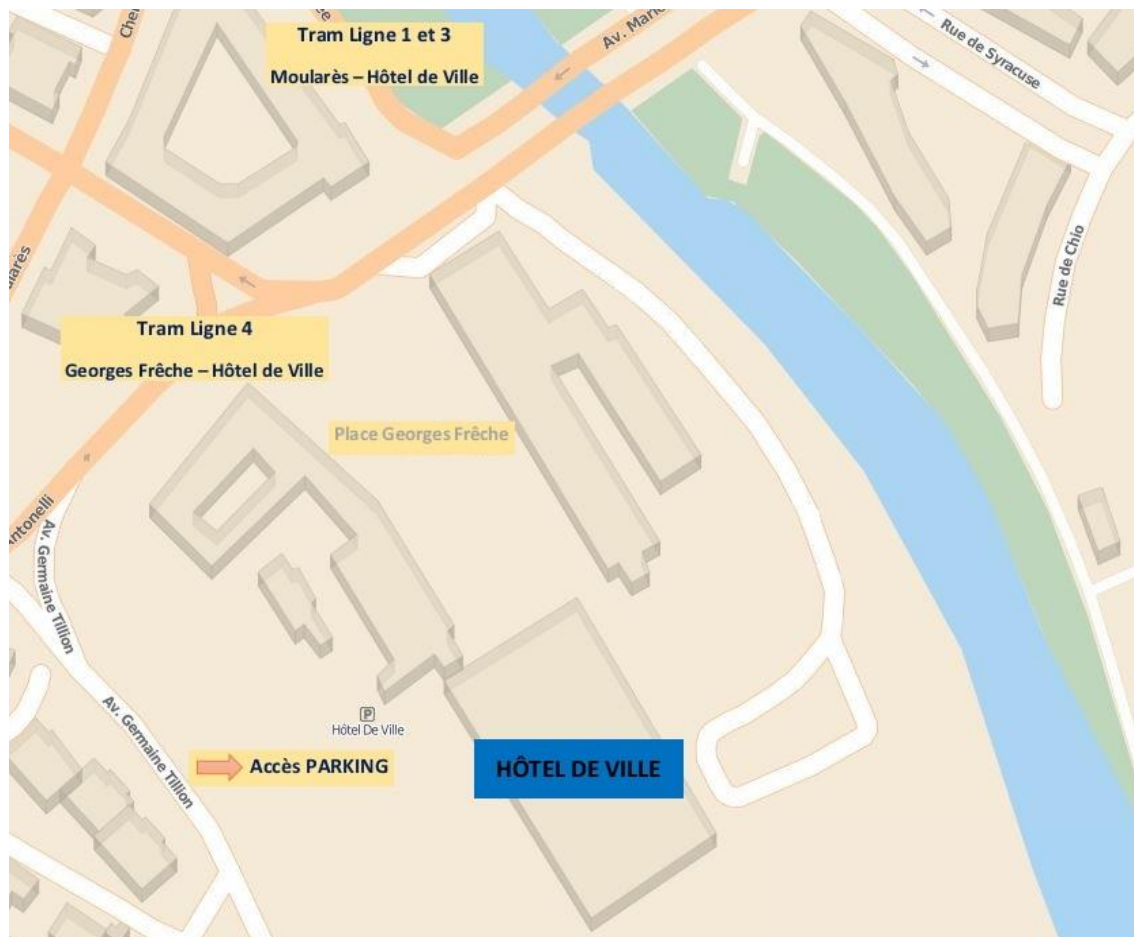 Tram Ligne 1 et 3
Moularès – Hôtel de Ville
Av. Marie
Rue de Syracuse
Rue de Chio
Tram Ligne 4
Georges Frêche – Hôtel de Ville
Place Georges Frêche
Antonelli
Av. Germaine Tillion
Av. Germaine Tillion
P
Hôtel De Ville
Accès PARKING
HÔTEL DE VILLE